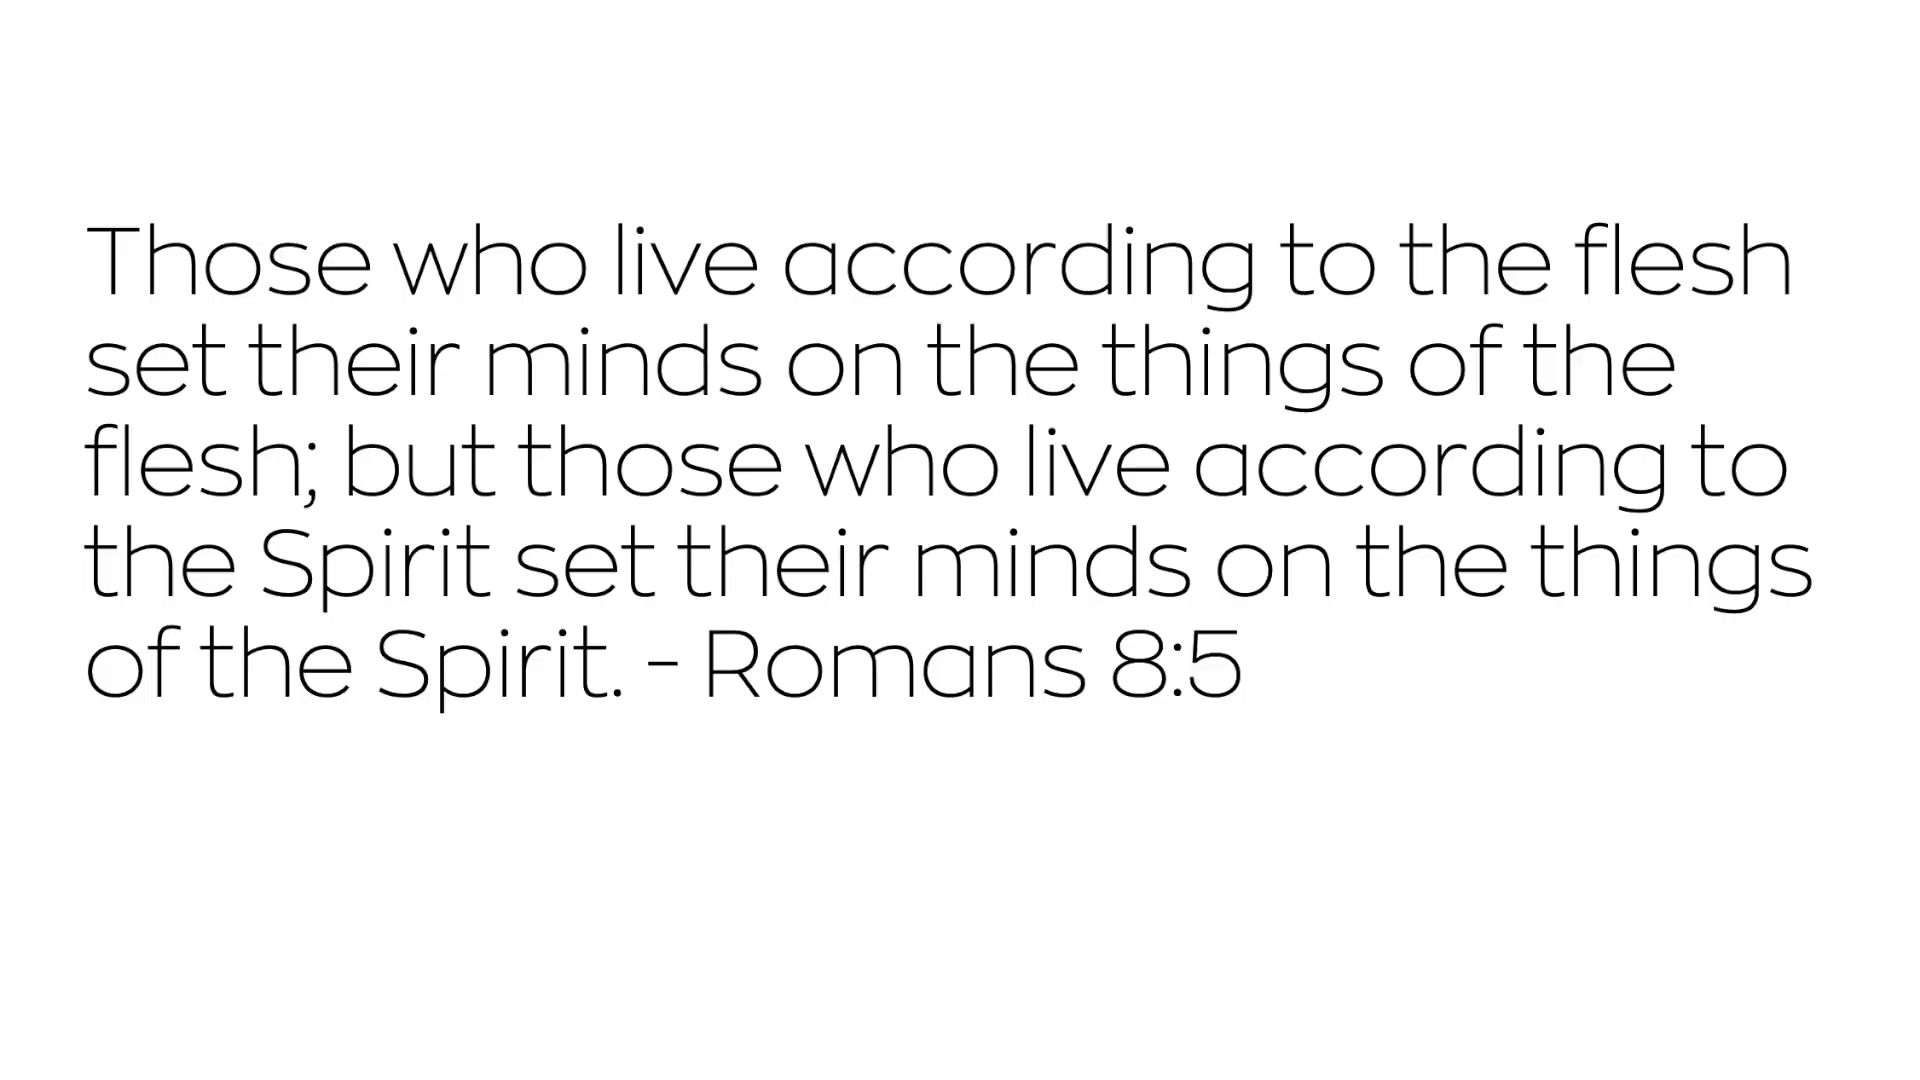 Those who live according to the flesh
set their minds on the things of the
flesh; but those who live according to
the Spirit set their minds on the things
of the Spirit. - Romans 8:5